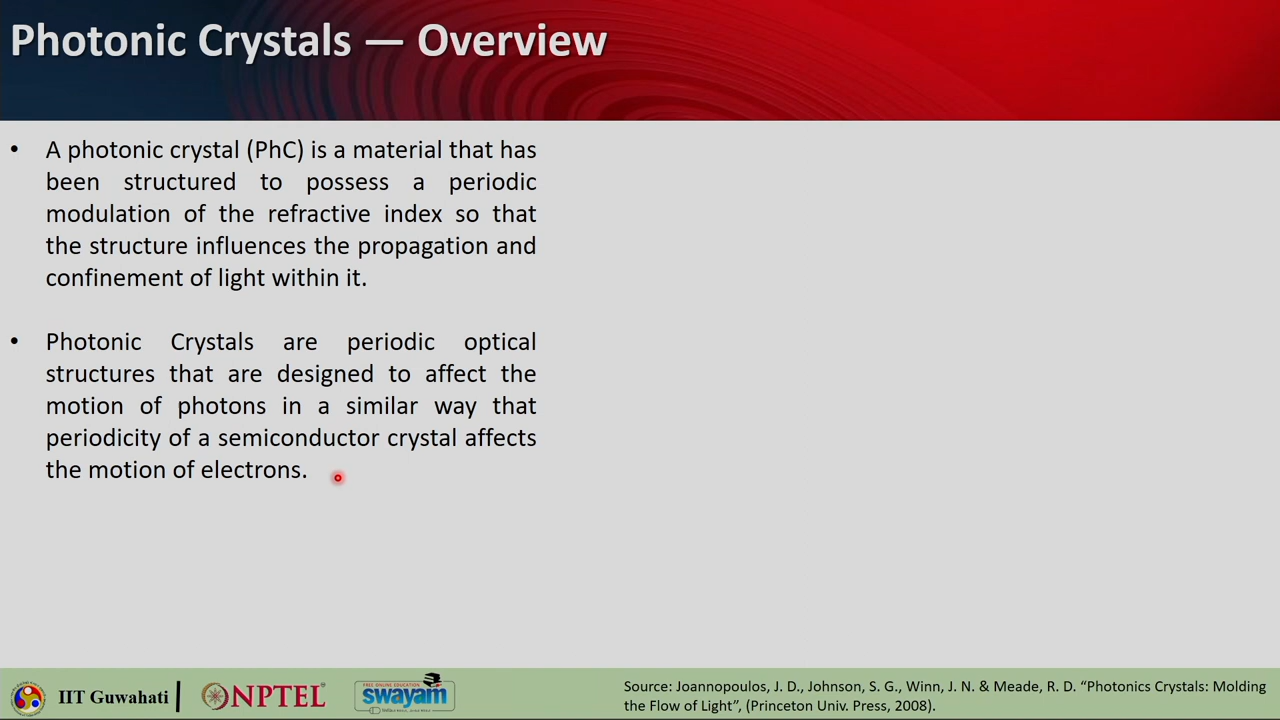 Photonic Crystals — Overview
• A photonic crystal (PhC) is a material that has
been structured to possess a periodic
modulation of the refractive index so that
the structure influences the propagation and
confinement of light within it.
• Photonic Crystals are periodic optical
structures that are designed to affect the
motion of photons in a similar way that
periodicity of a semiconductor crystal affects
the motion of electrons.
IIT Guwahati
NPTEL
FREE ONLINE EDUCATION
swayam
Source: Joannopoulos, J. D., Johnson, S. G., Winn, J. N. & Meade, R. D. “Photonics Crystals: Molding
the Flow of Light”, (Princeton Univ. Press, 2008).